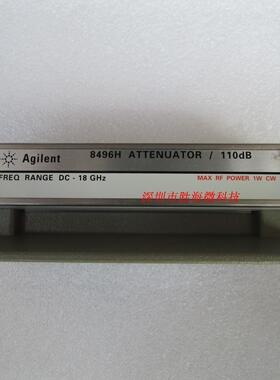 Agilent 8496H ATTENUATOR / 110dB
FREQ RANGE DC - 18 GHz MAX RF POWER 1W CW
深圳市胜海微科技